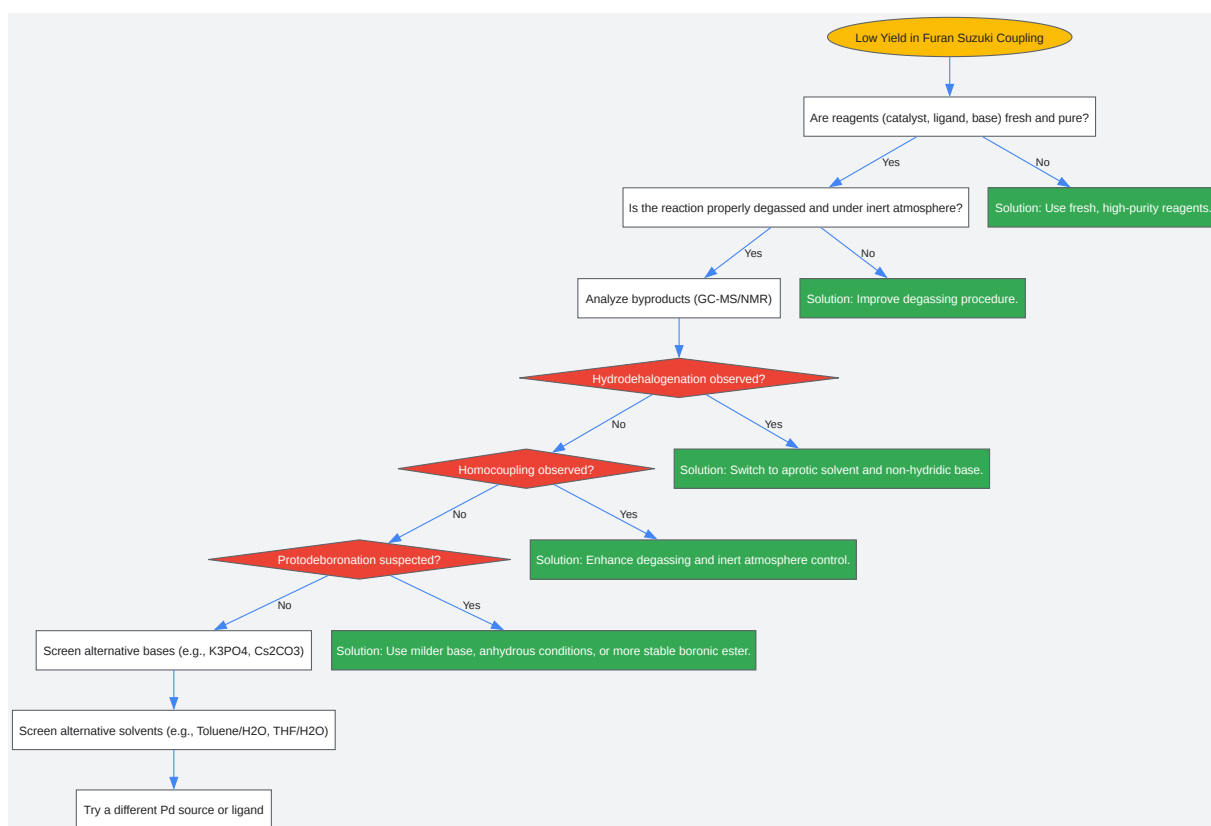 Low Yield in Furan Suzuki Coupling
Are reagents (catalyst, ligand, base) fresh and pure?
Yes
No
Is the reaction properly degassed and under inert atmosphere?
Solution: Use fresh, high-purity reagents.
Yes
No
Analyze byproducts (GC-MS/NMR)
Solution: Improve degassing procedure.
Hydrodehalogenation observed?
No
Yes
Homocoupling observed?
Solution: Switch to aprotic solvent and non-hydridic base.
No
Yes
Protodeboronation suspected?
Solution: Enhance degassing and inert atmosphere control.
No
Yes
Screen alternative bases (e.g., K3PO4, Cs2CO3)
Solution: Use milder base, anhydrous conditions, or more stable boronic ester.
Screen alternative solvents (e.g., Toluene/H2O, THF/H2O)
Try a different Pd source or ligand